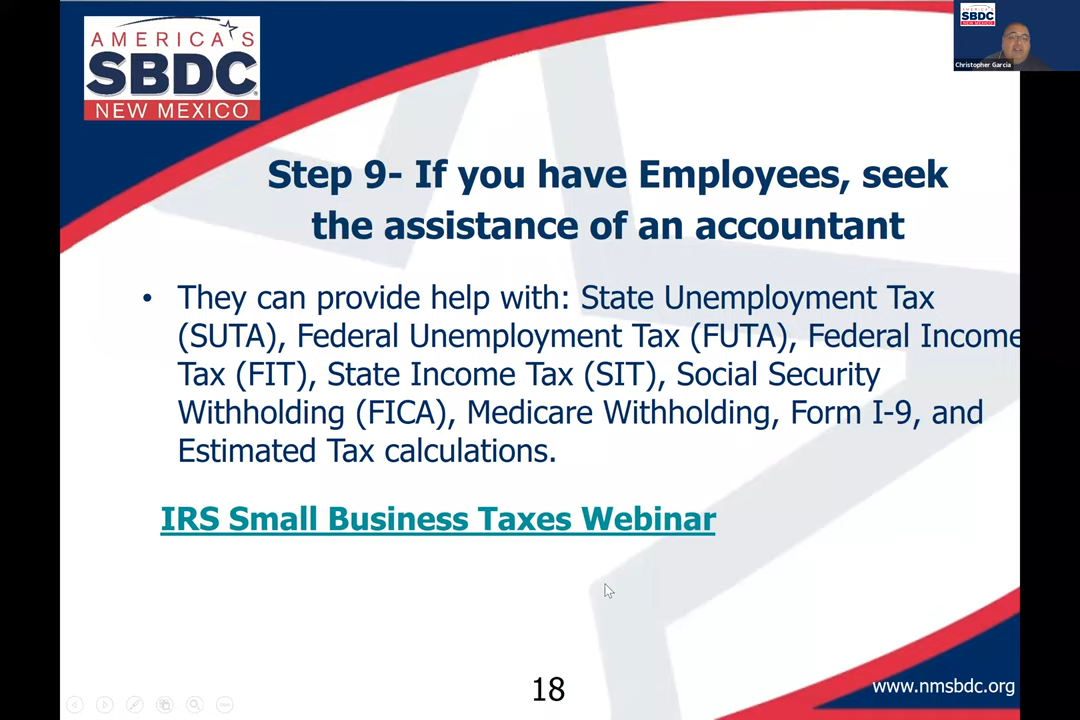 AMERICA'S
SBDC
NEW MEXICO
SBDC
Christopher Garcia
Step 9- If you have Employees, seek
the assistance of an accountant
• They can provide help with: State Unemployment Tax
(SUTA), Federal Unemployment Tax (FUTA), Federal Income
Tax (FIT), State Income Tax (SIT), Social Security
Withholding (FICA), Medicare Withholding, Form I-9, and
Estimated Tax calculations.
IRS Small Business Taxes Webinar
18
www.nmsbdc.org